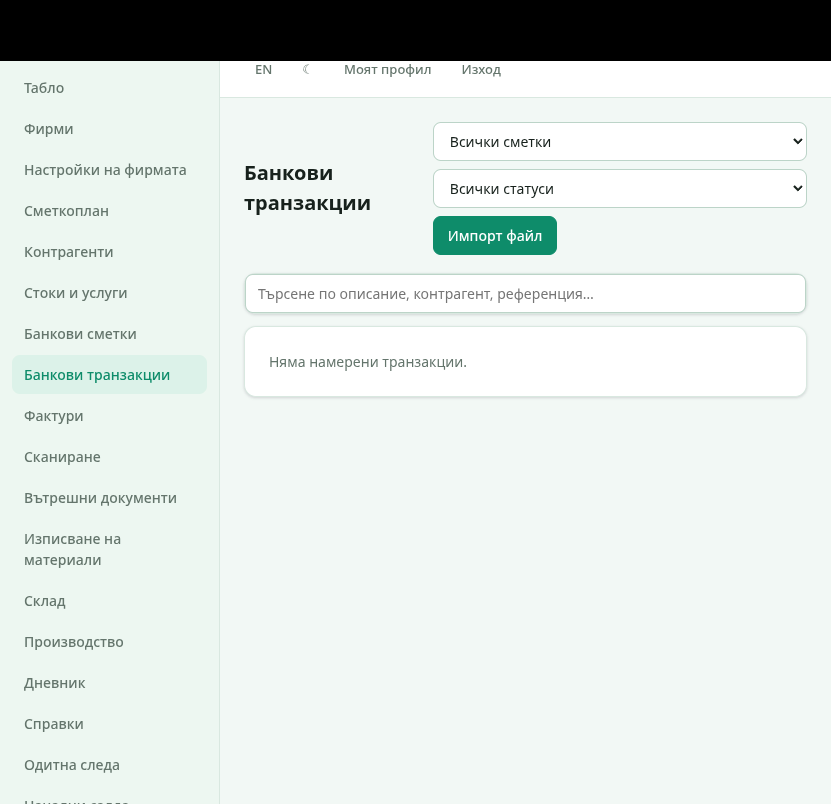 EN
☾
Моят профил
Изход
Табло
Фирми
Настройки на фирмата
Сметкоплан
Контрагенти
Стоки и услуги
Банкови сметки
Банкови транзакции
Фактури
Сканиране
Вътрешни документи
Изписване на
материали
Склад
Производство
Дневник
Справки
Одитна следа
Банкови
транзакции
Всички сметки
Всички статуси
Импорт файл
Търсене по описание, контрагент, референция...
Няма намерени транзакции.